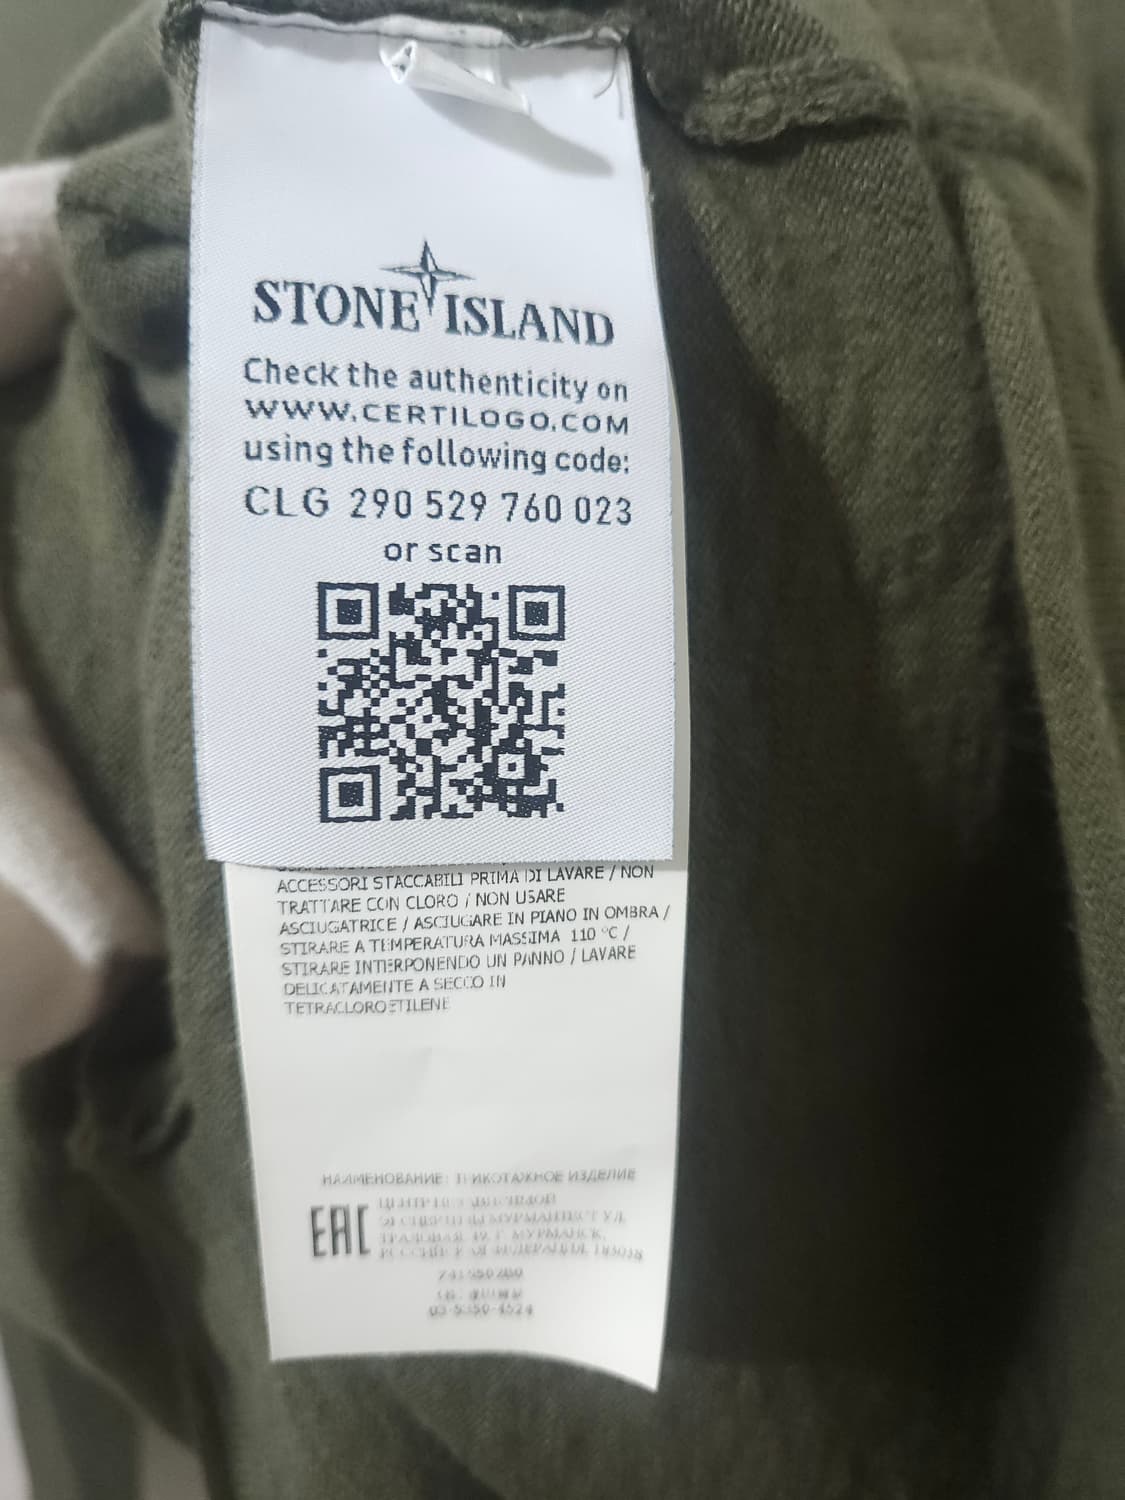 STONE ISLAND
Check the authenticity on
WWW.CERTILOGO.COM
using the following code:
CLG 290 529 760 023
or scan
ACCESSORI STACCABILI PRIMA DI LAVARE / NON
TRATTARE CON CLORO / NON USARE
ASCIUGATRICE / ASCIUGARE IN PIANO IN OMBRA /
STIRARE A TEMPERATURA MASSIMA 110 °C /
STIRARE INTERPONENDO UN PANNO / LAVARE
DELICATAMENTE A SECCO IN
TETRACLOROETILENE
НАИМЕНОВАНИЕ: ТРИКОТАЖНОЕ ИЗДЕЛИЕ
EAC